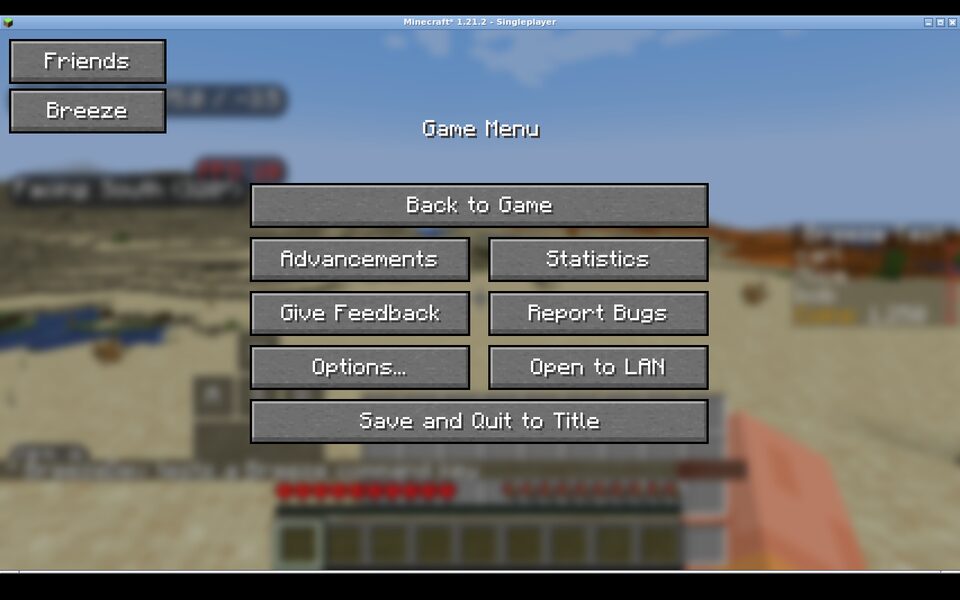 Minecraft* 1.21.2 - Singleplayer
Friends
Breeze
Game Menu
Back to Game
Advancements
Statistics
Give Feedback
Report Bugs
Options...
Open to LAN
Save and Quit to Title